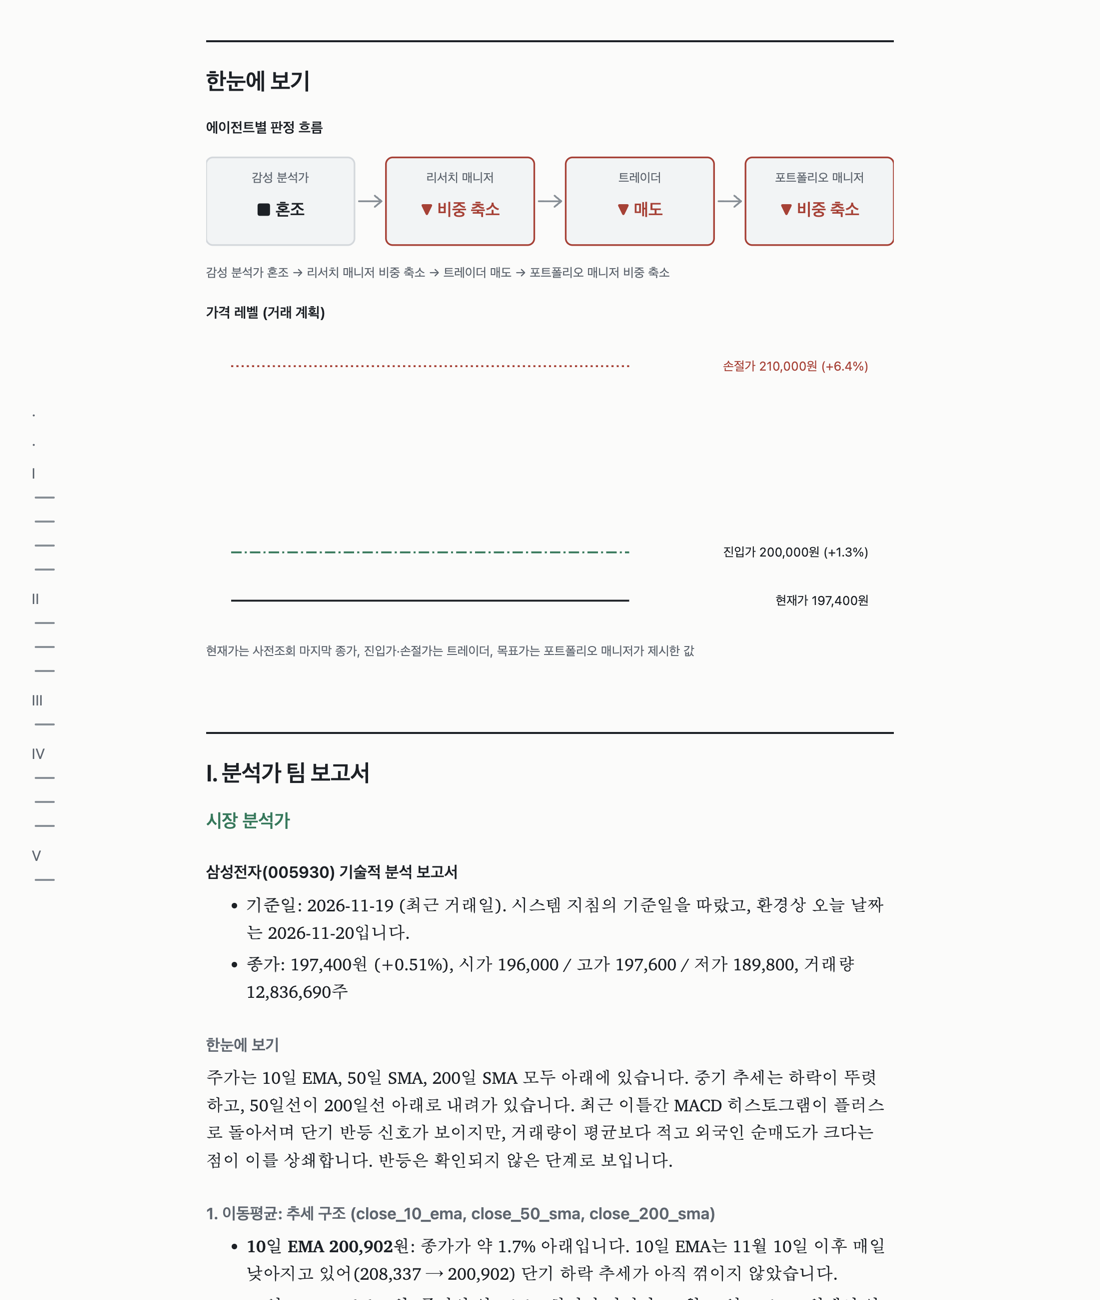 한눈에 보기
에이전트별 판정 흐름
감성 분석가
■ 혼조
리서치 매니저
▼ 비중 축소
트레이더
▼ 매도
포트폴리오 매니저
▼ 비중 축소
감성 분석가 혼조 → 리서치 매니저 비중 축소 → 트레이더 매도 → 포트폴리오 매니저 비중 축소
가격 레벨 (거래 계획)
손절가 210,000원 (+6.4%)
진입가 200,000원 (+1.3%)
현재가 197,400원
현재가는 사전조회 마지막 종가, 진입가·손절가는 트레이더, 목표가는 포트폴리오 매니저가 제시한 값
I
II
III
IV
V
I. 분석가 팀 보고서
시장 분석가
삼성전자(005930) 기술적 분석 보고서
• 기준일: 2026-11-19 (최근 거래일). 시스템 지침의 기준일을 따랐고, 환경상 오늘 날짜
는 2026-11-20입니다.
• 종가: 197,400원 (+0.51%), 시가 196,000 / 고가 197,600 / 저가 189,800, 거래량
12,836,690주
한눈에 보기
주가는 10일 EMA, 50일 SMA, 200일 SMA 모두 아래에 있습니다. 중기 추세는 하락이 뚜렷
하고, 50일선이 200일선 아래로 내려가 있습니다. 최근 이틀간 MACD 히스토그램이 플러스
로 돌아서며 단기 반등 신호가 보이지만, 거래량이 평균보다 적고 외국인 순매도가 크다는
점이 이를 상쇄합니다. 반등은 확인되지 않은 단계로 보입니다.
1. 이동평균: 추세 구조 (close_10_ema, close_50_sma, close_200_sma)
• 10일 EMA 200,902원: 종가가 약 1.7% 아래입니다. 10일 EMA는 11월 10일 이후 매일
낮아지고 있어(208,337 → 200,902) 단기 하락 추세가 아직 꺾이지 않았습니다.